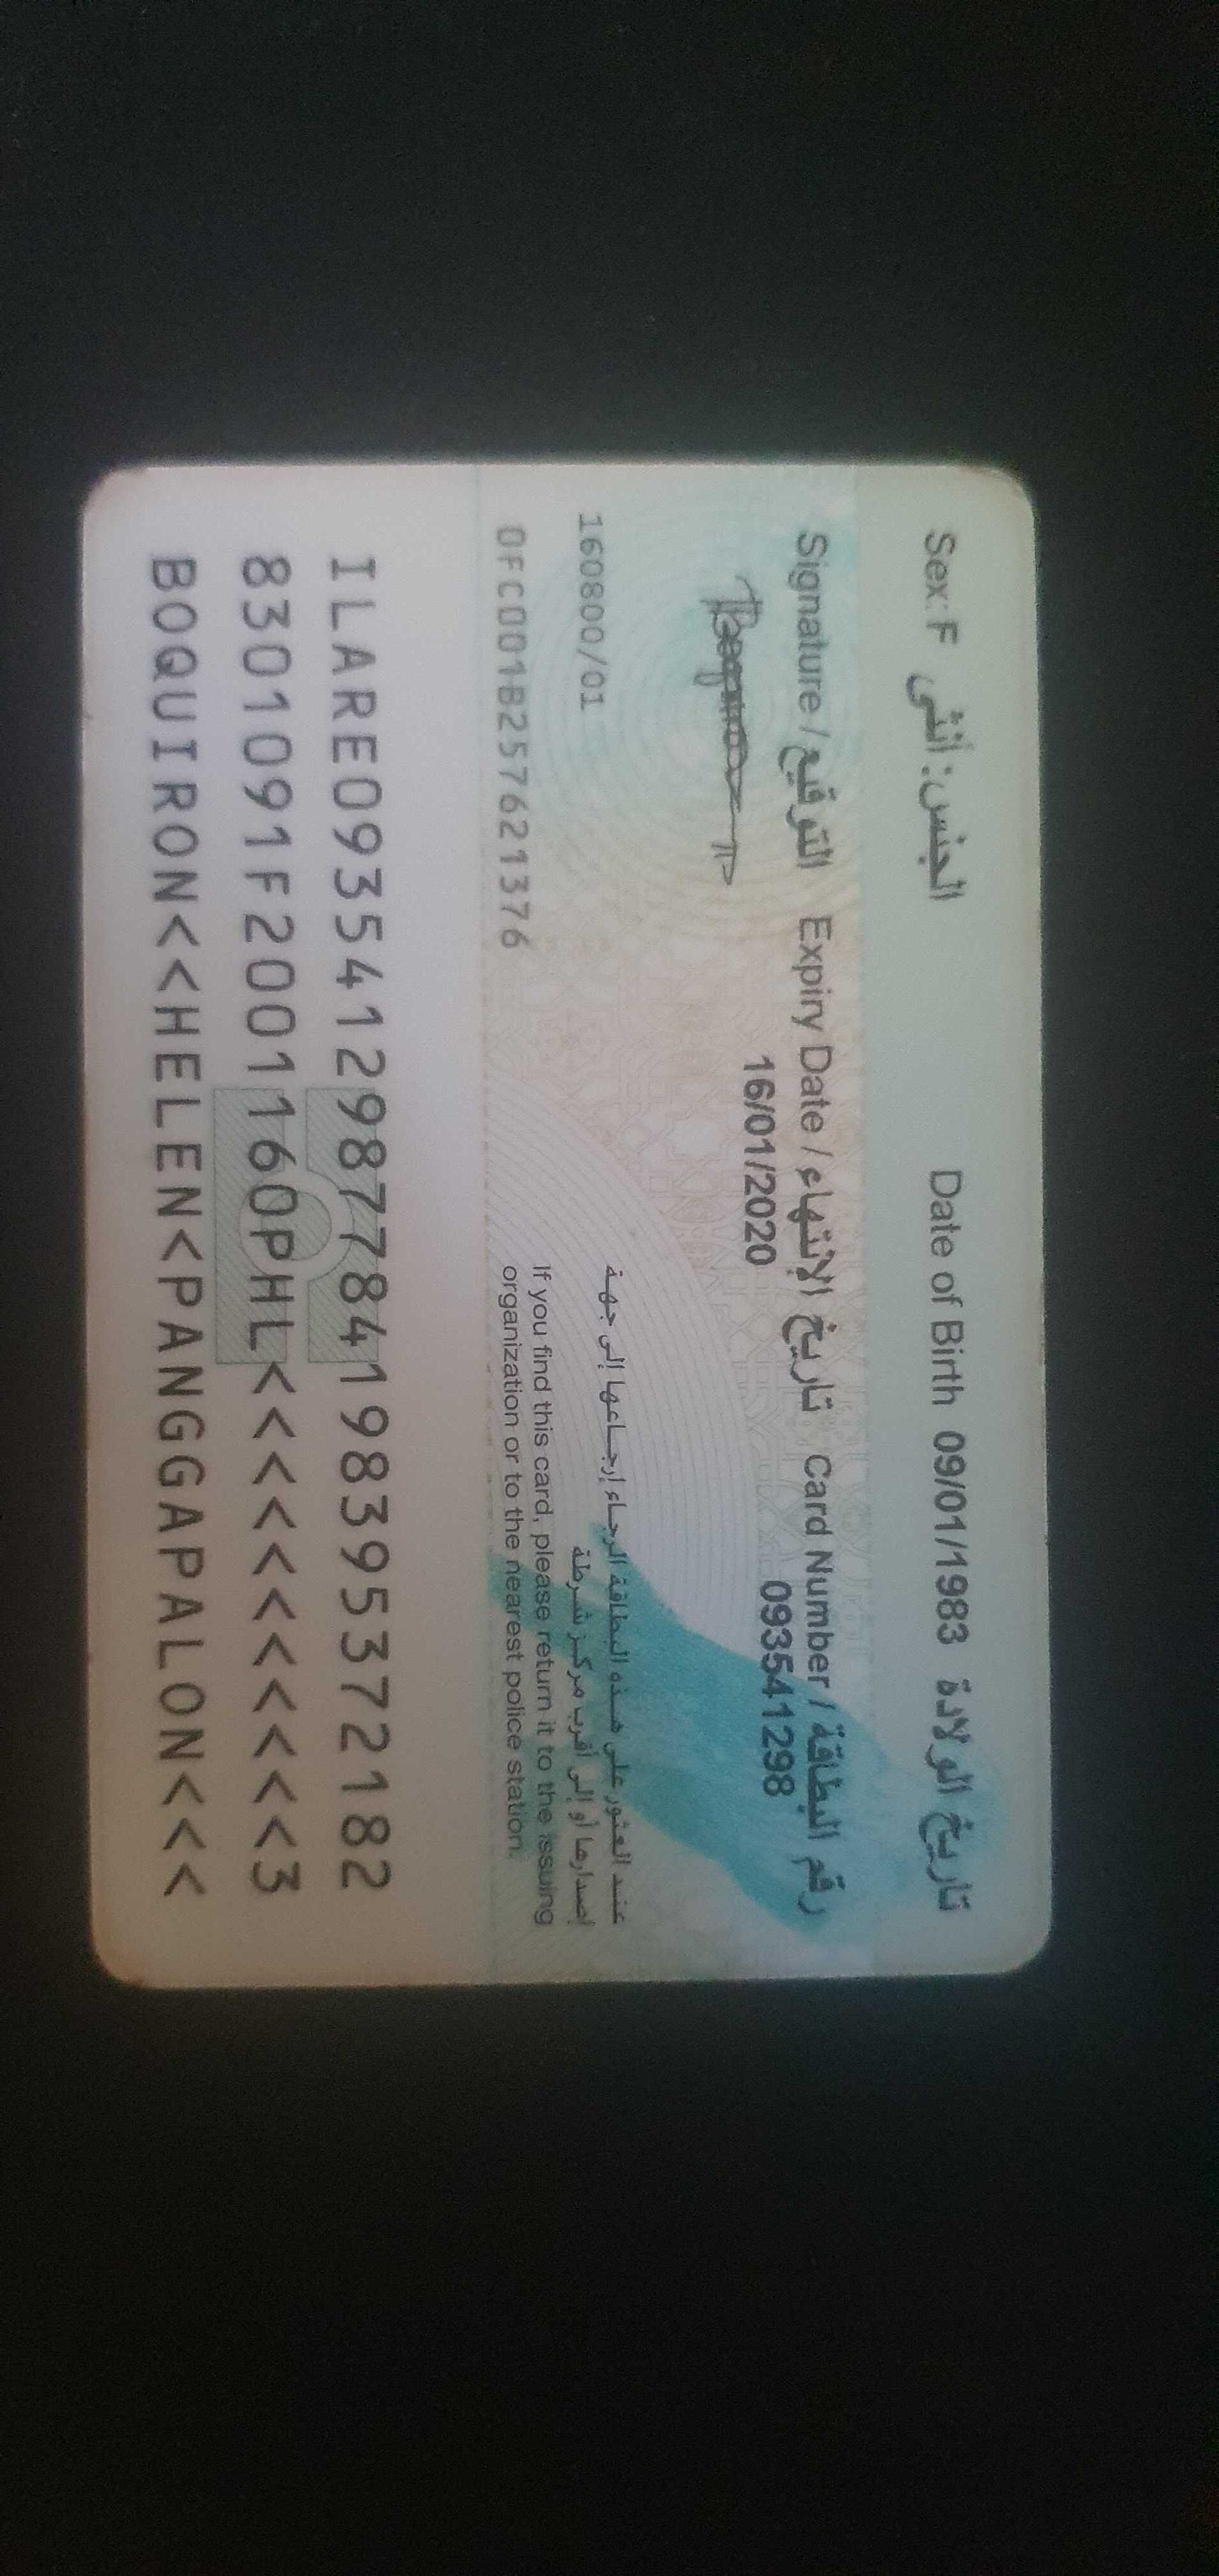 Sex: F الجنس: أنثى Date of Birth 09/01/1983 تاريخ الولادة
Signature / التوقيع Expiry Date / تاريخ الإنتهاء Card Number / رقم البطاقة
16/01/2020 093541298
160800/01
عند العثور على هذه البطاقة الرجاء إرجاعها إلى جهة
إصدارها أو إلى أقرب مركز شرطة
If you find this card, please return it to the issuing
organization or to the nearest police station.
0FC001B257621376
ILARE0935412987784198395372182
8301091F2001160PHL<<<<<<<<<<<3
BOQUIRON<<HELEN<PANGGAPALON<<<